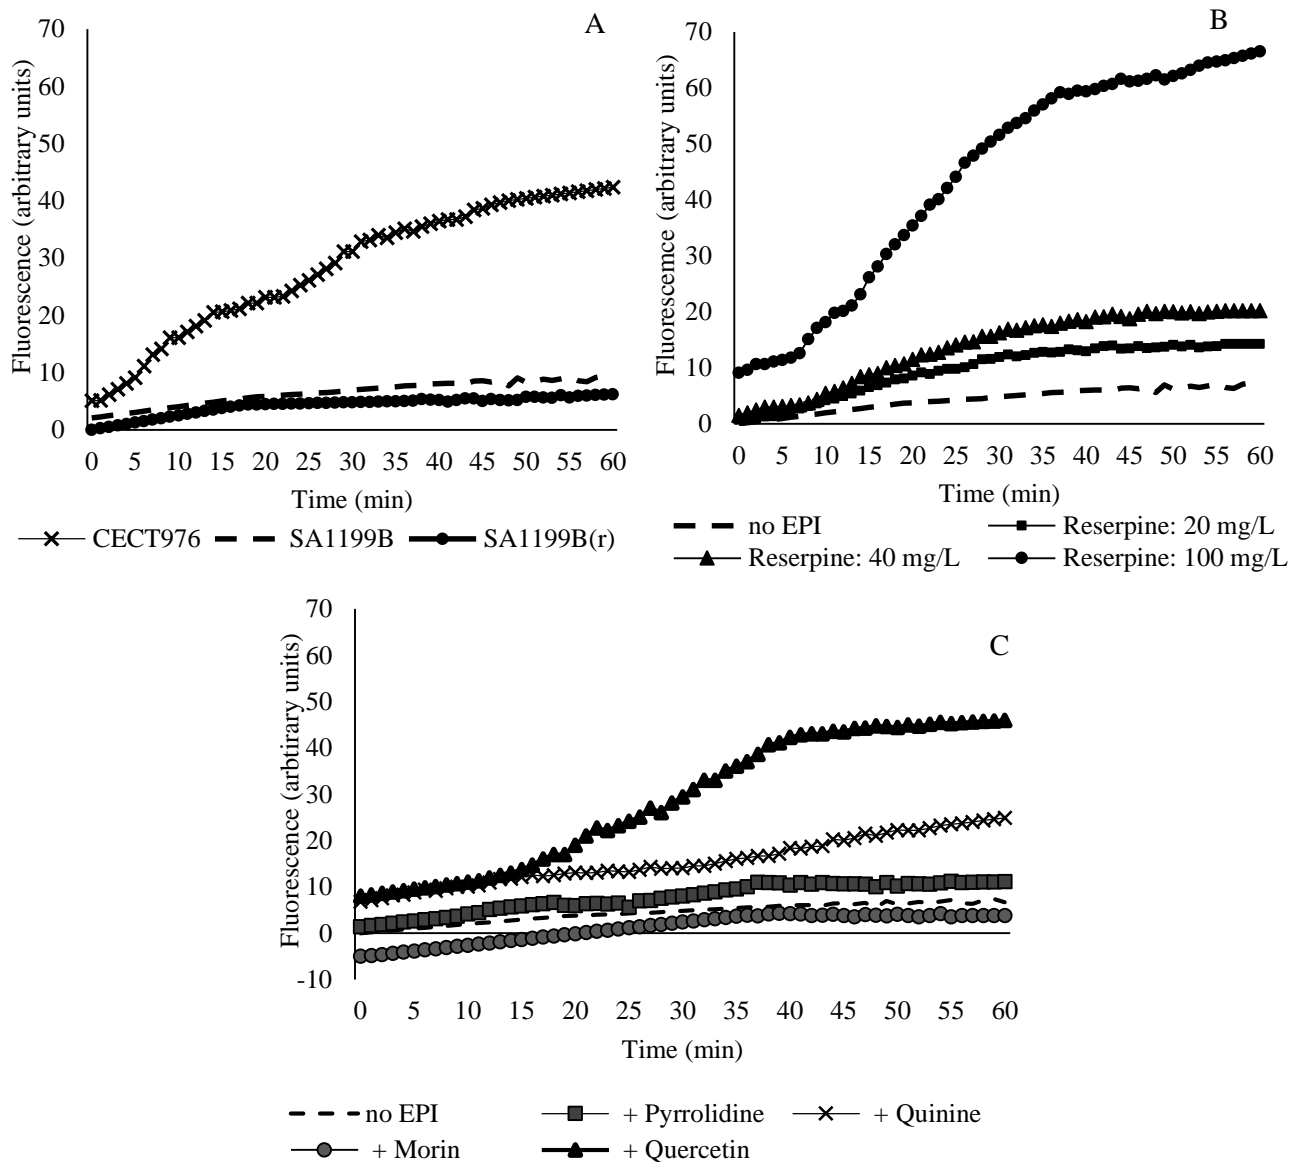 A
Fluorescence (arbitrary units)
70
60
50
40
30
20
10
0
0 5 10 15 20 25 30 35 40 45 50 55 60
Time (min)
CECT976 SA1199B SA1199B(r)
B
Fluorescemce (arbitrary units)
70
60
50
40
30
20
10
0
0 5 10 15 20 25 30 35 40 45 50 55 60
Time (min)
no EPI Reserpine: 20 mg/L
Reserpine: 40 mg/L Reserpine: 100 mg/L
C
Fluorescence (arbtirary units)
70
60
50
40
30
20
10
0
-10
0 5 10 15 20 25 30 35 40 45 50 55 60
Time (min)
no EPI + Pyrrolidine + Quinine
+ Morin + Quercetin